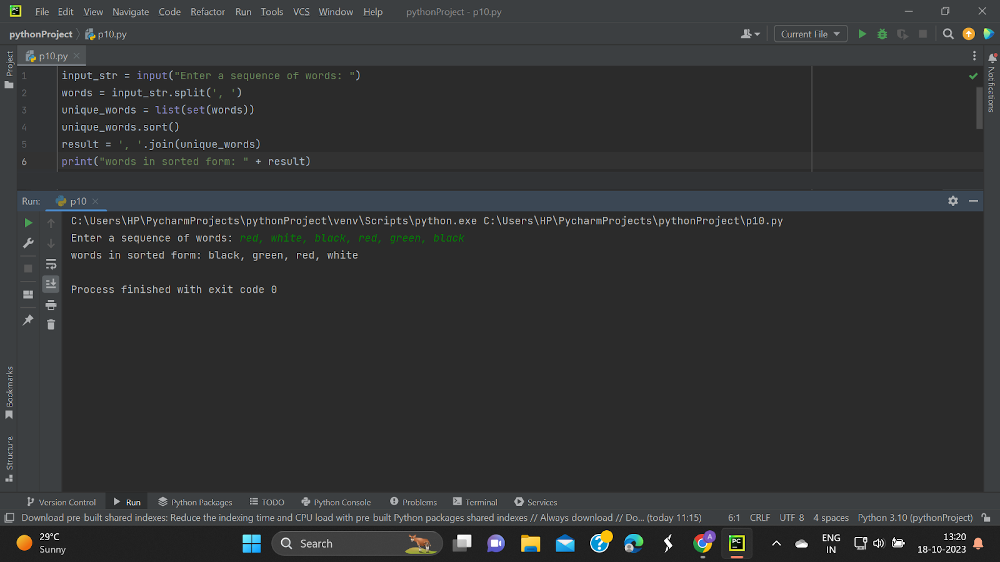 PC File Edit View Navigate Code Refactor Run Tools VCS Window Help pythonProject - p10.py
pythonProject p10.py Current File
p10.py
Project
Notifications
1 input_str = input("Enter a sequence of words: ")
2 words = input_str.split(', ')
3 unique_words = list(set(words))
4 unique_words.sort()
5 result = ', '.join(unique_words)
6 print("words in sorted form: " + result)
Run: p10
C:\Users\HP\PycharmProjects\pythonProject\venv\Scripts\python.exe C:\Users\HP\PycharmProjects\pythonProject\p10.py
Enter a sequence of words: red, white, black, red, green, black
words in sorted form: black, green, red, white
Process finished with exit code 0
Bookmarks
Structure
Version Control Run Python Packages TODO Python Console Problems Terminal Services
Download pre-built shared indexes: Reduce the indexing time and CPU load with pre-built Python packages shared indexes // Always download // Do... (today 11:15) 6:1 CRLF UTF-8 4 spaces Python 3.10 (pythonProject)
29°C
Sunny
Search
A
PC
ENG
IN
13:20
18-10-2023